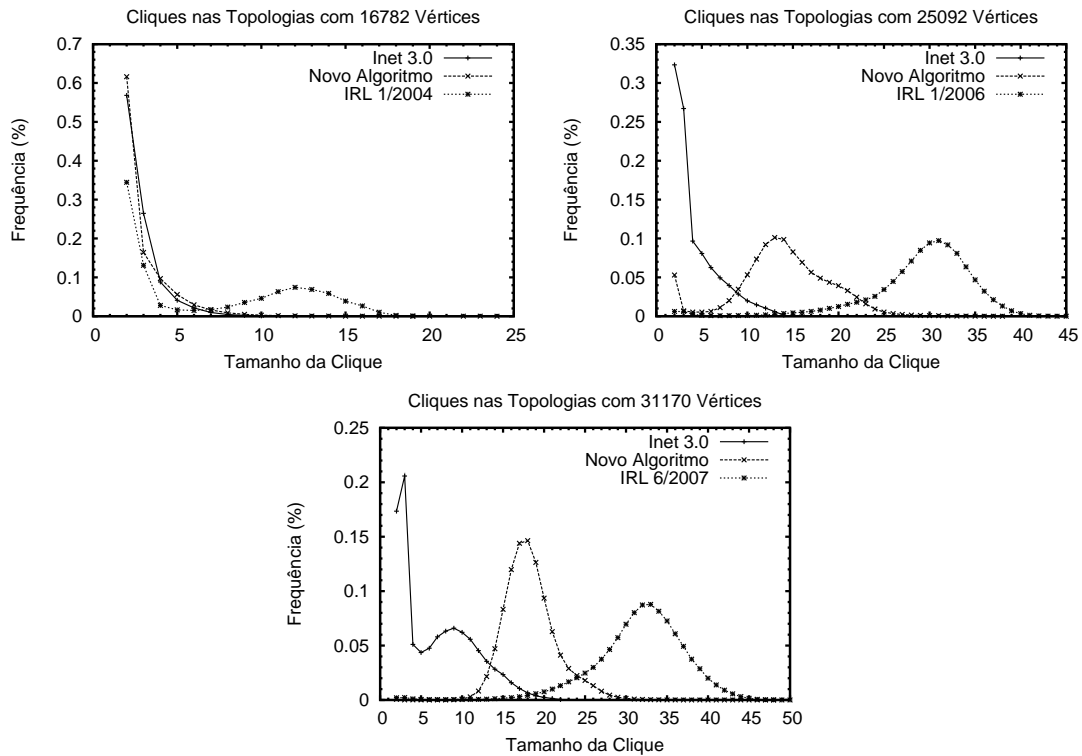 Cliques nas Topologias com 16782 Vértices
Frequência (%)
0.7
0.6
0.5
0.4
0.3
0.2
0.1
0
Inet 3.0
Novo Algoritmo
IRL 1/2004
0 5 10 15 20 25
Tamanho da Clique
Cliques nas Topologias com 25092 Vértices
Frequência (%)
0.35
0.3
0.25
0.2
0.15
0.1
0.05
0
Inet 3.0
Novo Algoritmo
IRL 1/2006
0 5 10 15 20 25 30 35 40 45
Tamanho da Clique
Cliques nas Topologias com 31170 Vértices
Frequência (%)
0.25
0.2
0.15
0.1
0.05
0
Inet 3.0
Novo Algoritmo
IRL 6/2007
0 5 10 15 20 25 30 35 40 45 50
Tamanho da Clique